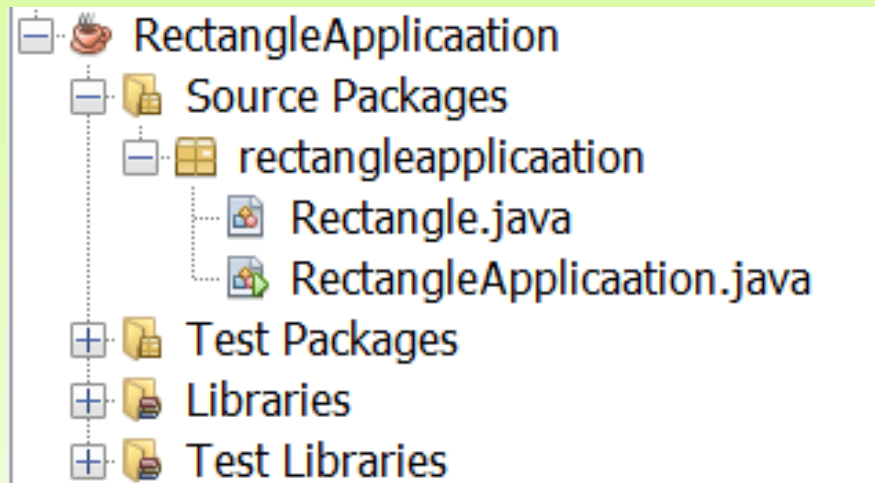 RectangleApplicaation
Source Packages
rectangleapplicaation
Rectangle.java
RectangleApplicaation.java
Test Packages
Libraries
Test Libraries